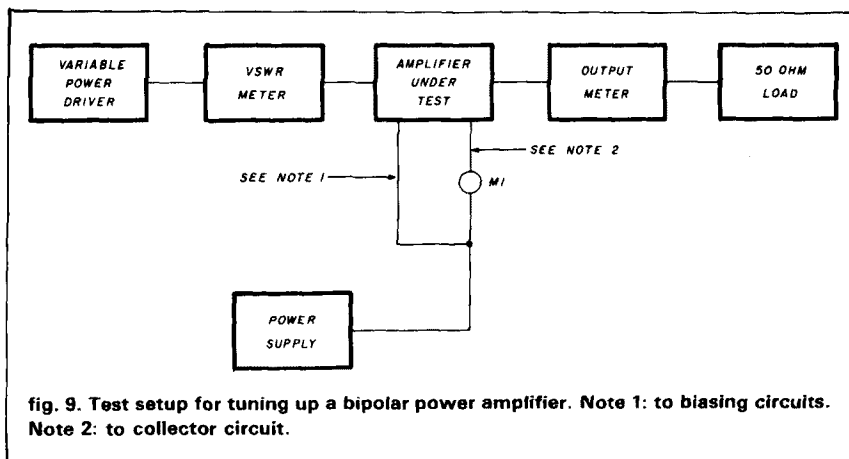 VARIABLE
POWER
DRIVER
VSWR
METER
AMPLIFIER
UNDER
TEST
OUTPUT
METER
50 OHM
LOAD
SEE NOTE 1
SEE NOTE 2
M1
POWER
SUPPLY
fig. 9. Test setup for tuning up a bipolar power amplifier. Note 1: to biasing circuits.
Note 2: to collector circuit.